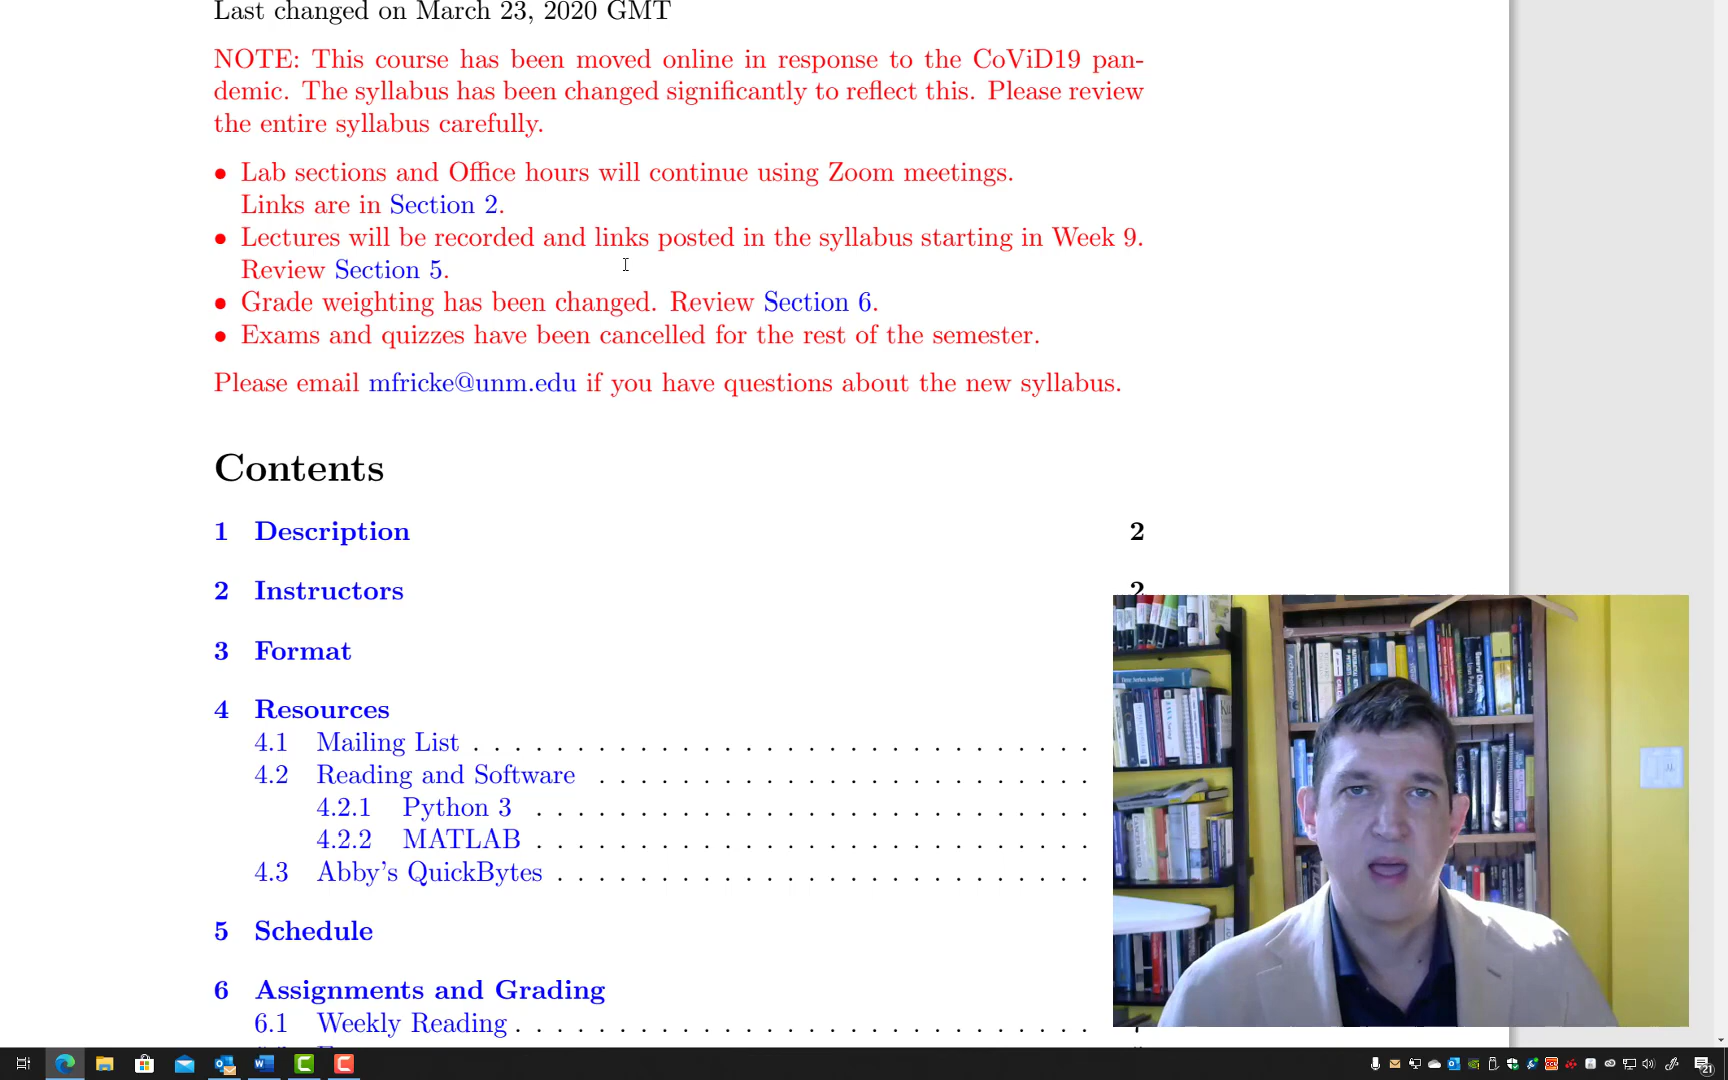 Last changed on March 23, 2020 GMT
NOTE: This course has been moved online in response to the CoViD19 pan-
demic. The syllabus has been changed significantly to reflect this. Please review
the entire syllabus carefully.
• Lab sections and Office hours will continue using Zoom meetings.
Links are in Section 2.
• Lectures will be recorded and links posted in the syllabus starting in Week 9.
Review Section 5.
• Grade weighting has been changed. Review Section 6.
• Exams and quizzes have been cancelled for the rest of the semester.
Please email mfricke@unm.edu if you have questions about the new syllabus.
Contents
1 Description 2
2 Instructors 2
3 Format
4 Resources
4.1 Mailing List . . . . . . . . . . . . . . . . . . . . . . . . . . . . . .
4.2 Reading and Software . . . . . . . . . . . . . . . . . . . . . . . .
4.2.1 Python 3 . . . . . . . . . . . . . . . . . . . . . . . . . . .
4.2.2 MATLAB . . . . . . . . . . . . . . . . . . . . . . . . . . .
4.3 Abby's QuickBytes . . . . . . . . . . . . . . . . . . . . . . . . . .
5 Schedule
6 Assignments and Grading
6.1 Weekly Reading . . . . . . . . . . . . . . . . . . . . . . . . . . . .
Time Series Analysis
21